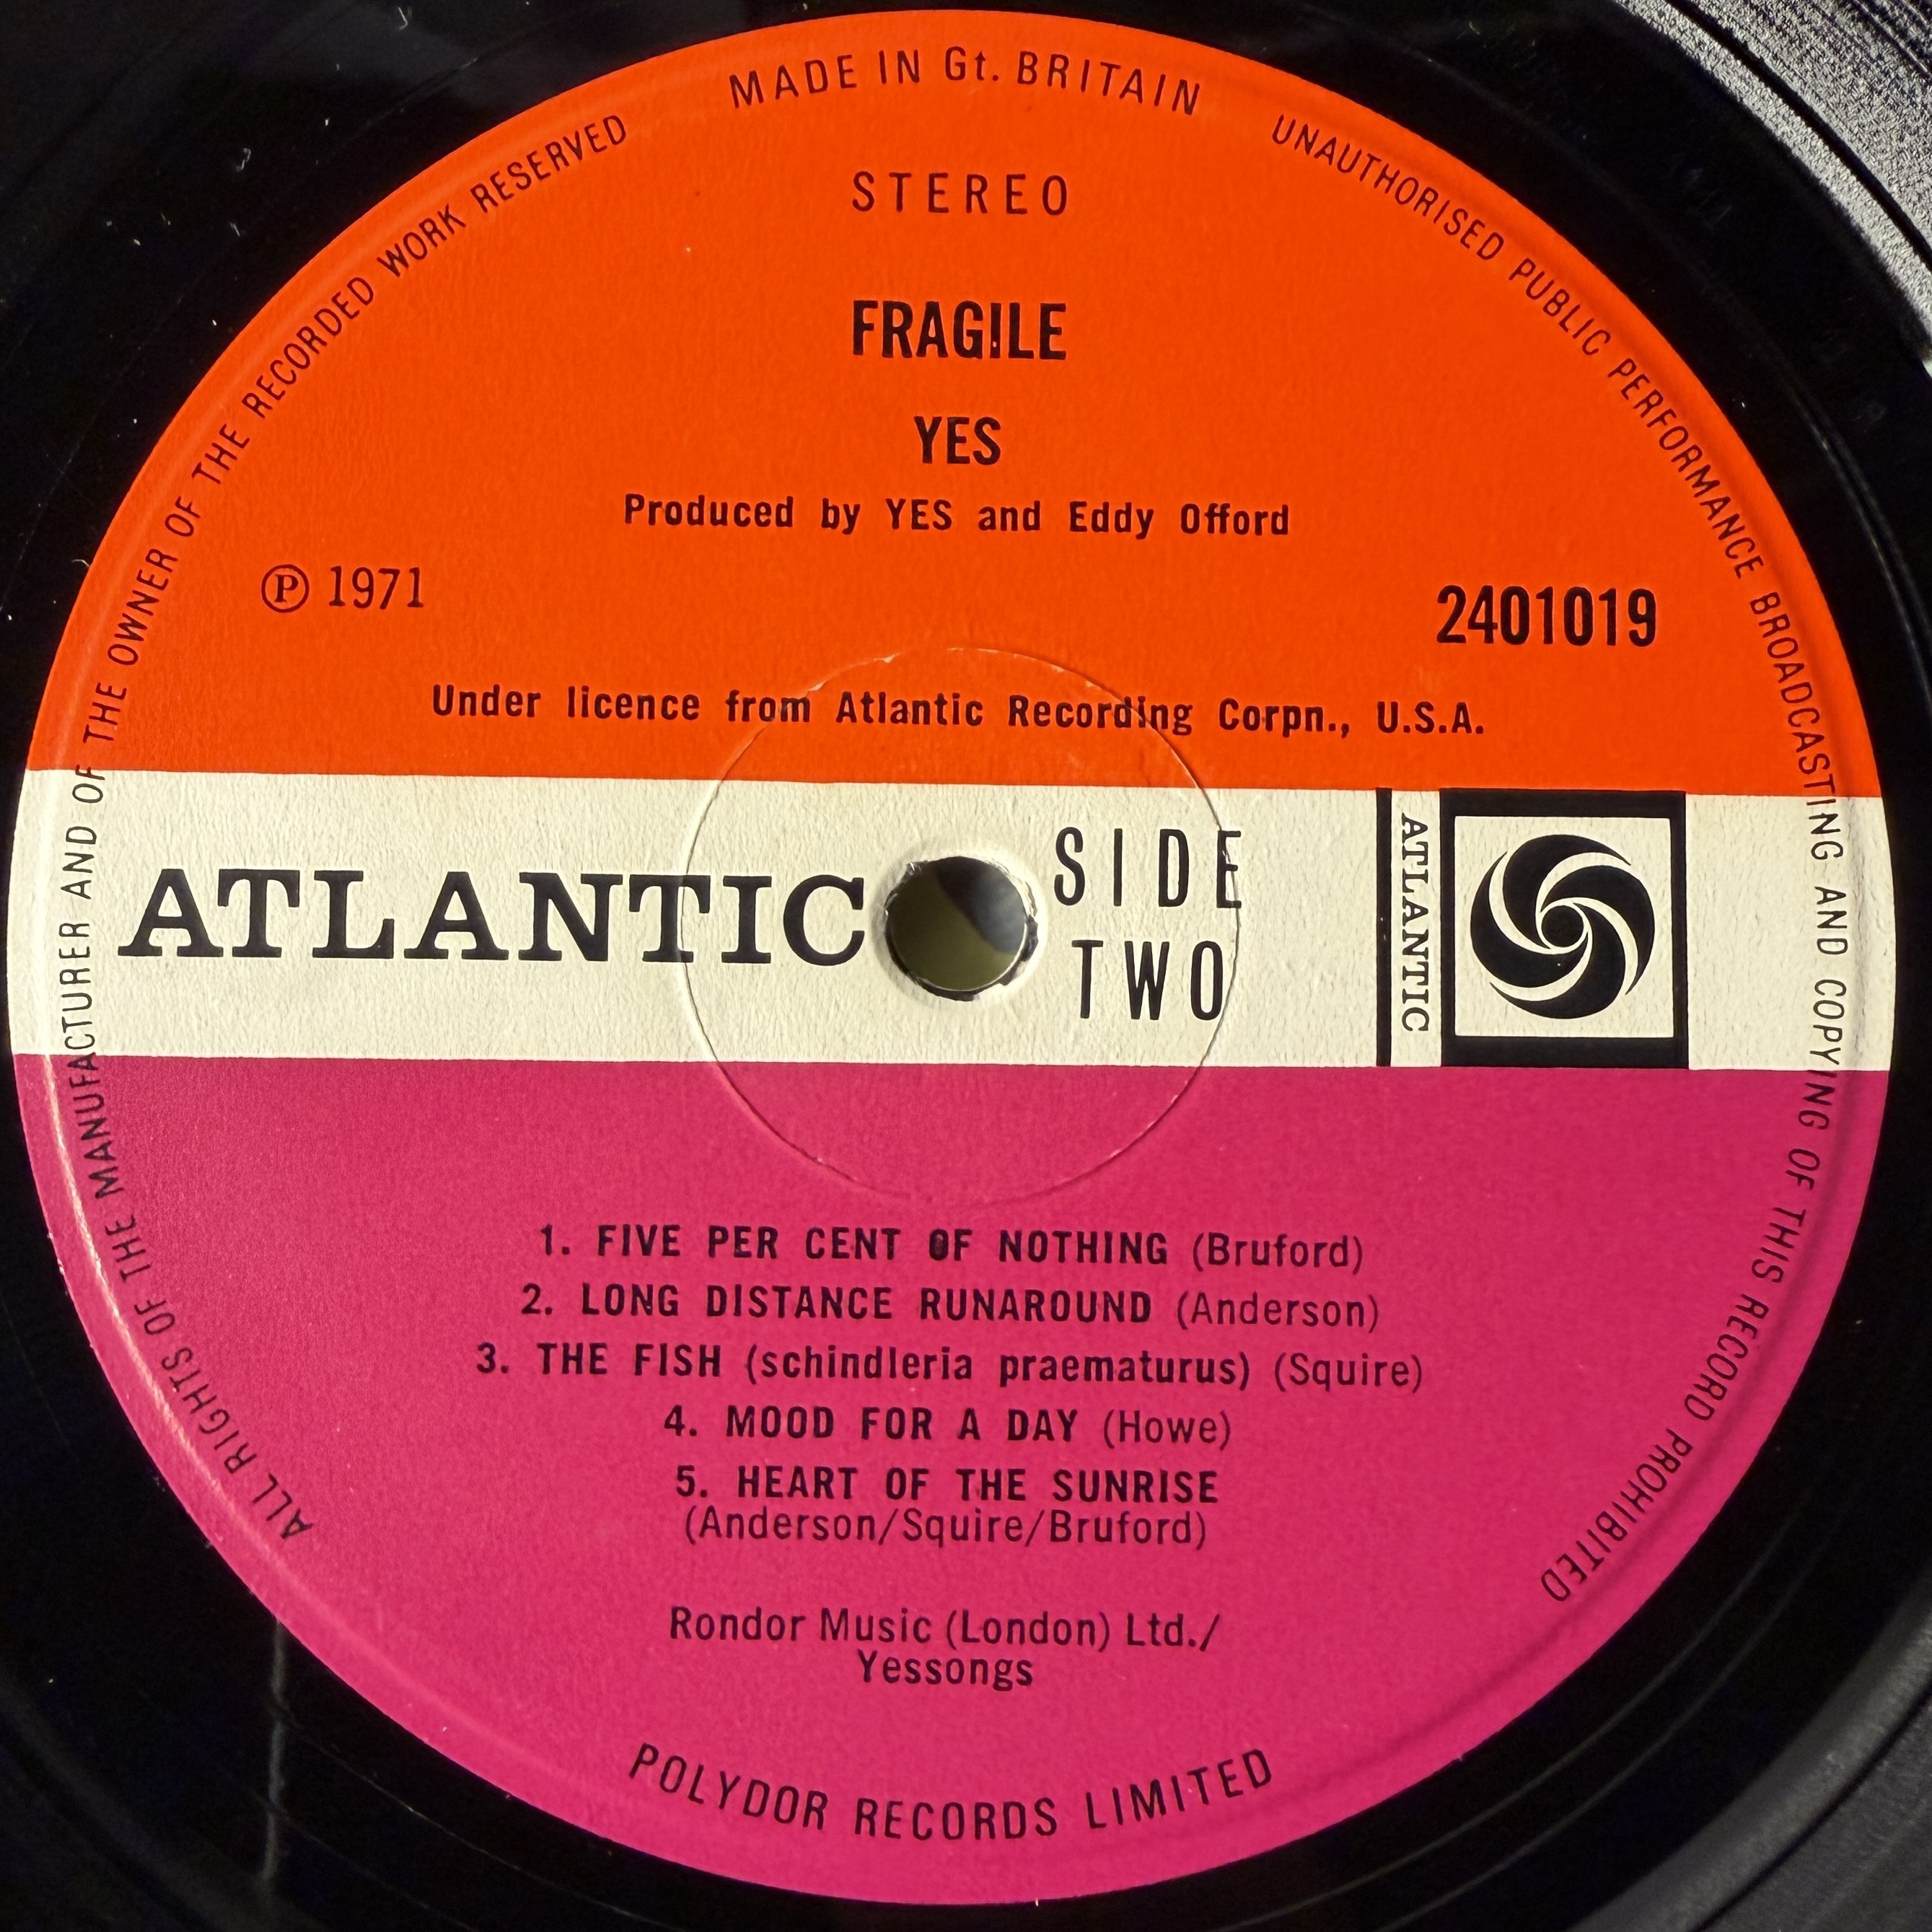 MADE IN Gt. BRITAIN
UNAUTHORISED PUBLIC PERFORMANCE BROADCASTING AND COPYING OF THIS RECORD PROHIBITED
ALL RIGHTS OF THE MANUFACTURER AND OF THE OWNER OF THE RECORDED WORK RESERVED
STEREO
FRAGILE
YES
Produced by YES and Eddy Offord
℗ 1971
2401019
Under licence from Atlantic Recording Corpn., U.S.A.
ATLANTIC
SIDE
TWO
ATLANTIC
1. FIVE PER CENT OF NOTHING (Bruford)
2. LONG DISTANCE RUNAROUND (Anderson)
3. THE FISH (schindleria praematurus) (Squire)
4. MOOD FOR A DAY (Howe)
5. HEART OF THE SUNRISE
(Anderson/Squire/Bruford)
Rondor Music (London) Ltd./
Yessongs
POLYDOR RECORDS LIMITED